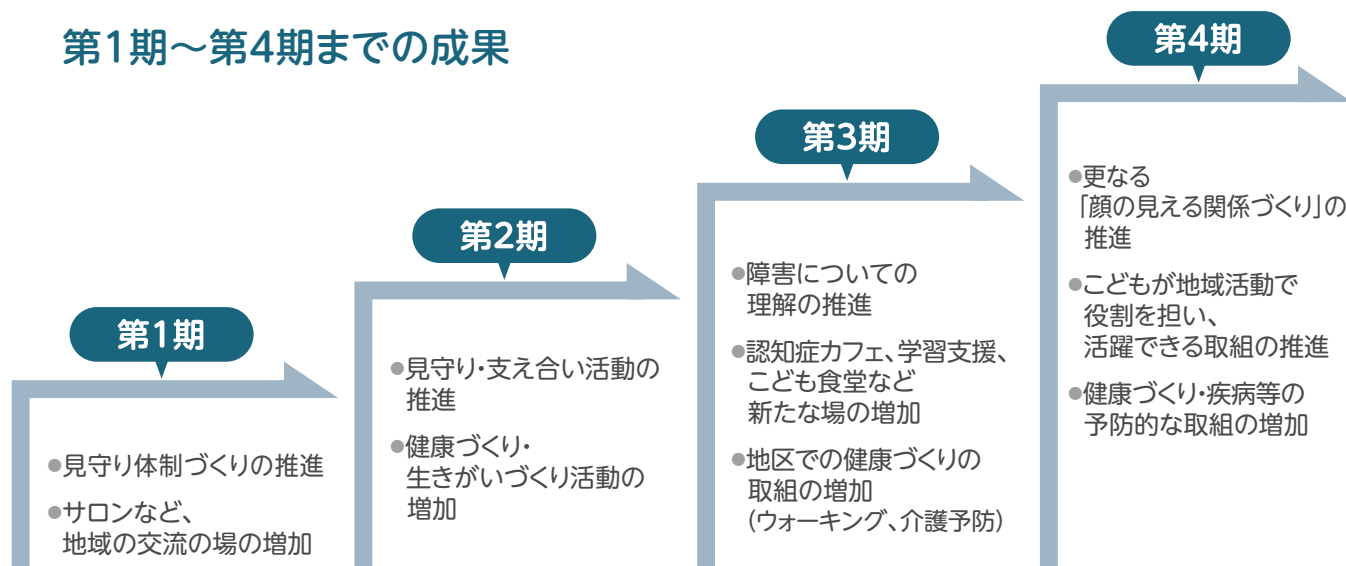 第1期～第4期までの成果
第1期
●見守り体制づくりの推進
●サロンなど、
地域の交流の場の増加
第2期
●見守り・支え合い活動の
推進
●健康づくり・
生きがいづくり活動の
増加
第3期
●障害についての
理解の推進
●認知症カフェ、学習支援、
こども食堂など
新たな場の増加
●地区での健康づくりの
取組の増加
(ウォーキング、介護予防)
第4期
●更なる
「顔の見える関係づくり」の
推進
●こどもが地域活動で
役割を担い、
活躍できる取組の推進
●健康づくり・疾病等の
予防的な取組の増加